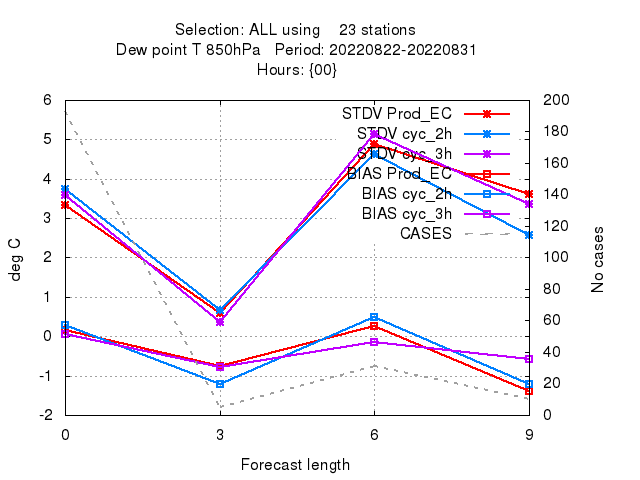 Selection: ALL using    23 stations
Dew point T 850hPa   Period: 20220822-20220831
Hours: {00}
STDV Prod_EC
STDV cyc_2h
STDV cyc_3h
BIAS Prod_EC
BIAS cyc_2h
BIAS cyc_3h
CASES
6
5
4
3
2
1
0
-1
-2
200
180
160
140
120
100
80
60
40
20
0
deg C
No cases
0 3 6 9
Forecast length